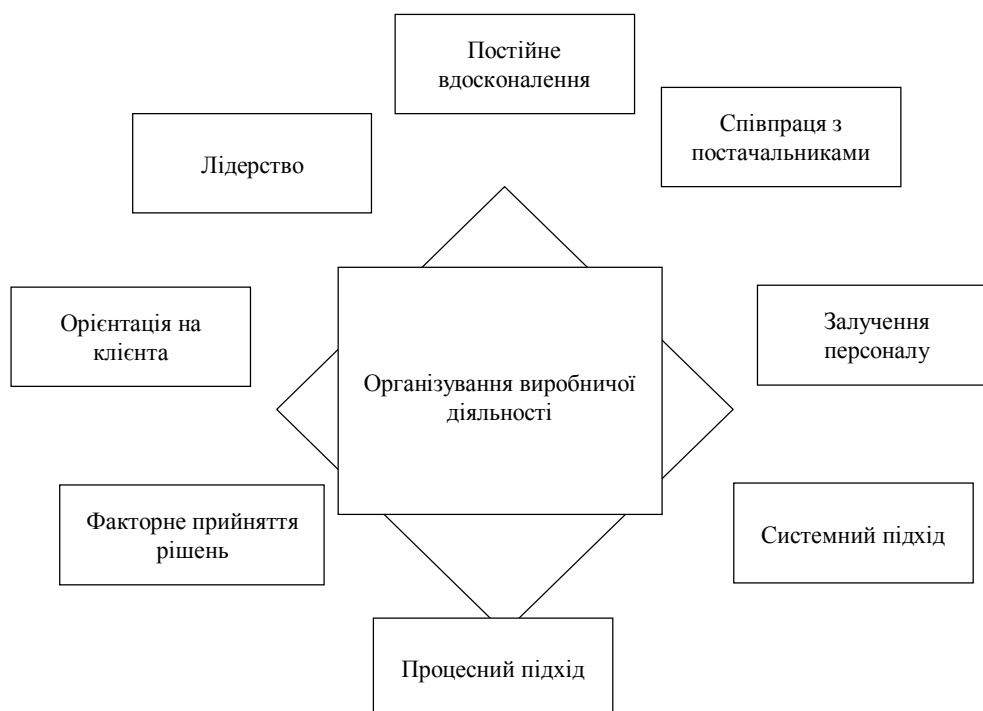 Постійне
вдосконалення
Співпраця з
постачальниками
Лідерство
Орієнтація на
клієнта
Залучення
персоналу
Організування виробничої
діяльності
Факторне прийняття
рішень
Системний підхід
Процесний підхід